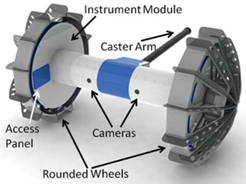 Instrument Module
Caster Arm
Access
Panel
Cameras
Rounded Wheels